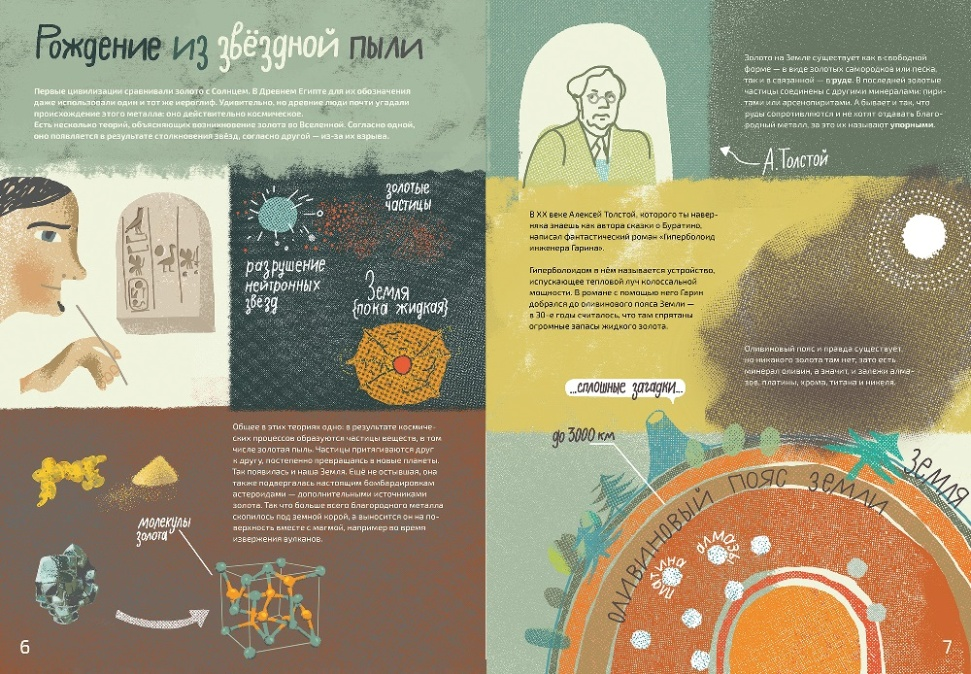 Рождение из звёздной пыли
Первые цивилизации сравнивали золото с Солнцем. В Древнем Египте для их обозначения
даже использовали один и тот же иероглиф. Удивительно, но древние люди почти угадали
происхождение этого металла: оно действительно космическое.
Есть несколько теорий, объясняющих возникновение золота во Вселенной. Согласно одной,
оно появляется в результате столкновения звёзд, согласно другой — из-за их взрыва.
золотые
частицы
разрушение
нейтронных
звёзд
Земля
{пока жидкая}
Общее в этих теориях одно: в результате космиче-
ских процессов образуются частицы веществ, в том
числе золотая пыль. Частицы притягиваются друг
к другу, постепенно превращаясь в новые планеты.
Так появилась и наша Земля. Ещё не остывшая, она
также подвергалась настоящим бомбардировкам
астероидами — дополнительными источниками
золота. Так что больше всего благородного металла
скопилось под земной корой, а выносится он на по-
верхность вместе с магмой, например во время
извержения вулканов.
молекулы
золота
6
Золото на Земле существует как в свободной
форме — в виде золотых самородков или песка,
так и в связанной — в руде. В последней золотые
частицы соединены с другими минералами: пири-
тами или арсенопиритами. А бывает и так, что
руды сопротивляются и не хотят отдавать благо-
родный металл, за это их называют упорными.
А.Толстой
В XX веке Алексей Толстой, которого ты навер-
няка знаешь как автора сказки о Буратино,
написал фантастический роман «Гиперболоид
инженера Гарина».
Гиперболоидом в нём называется устройство,
испускающее тепловой луч колоссальной
мощности. В романе с помощью него Гарин
добрался до оливинового пояса Земли —
в 30-е годы считалось, что там спрятаны
огромные запасы жидкого золота.
Оливиновый пояс и правда существует,
но никакого золота там нет, зато есть
минерал оливин, а значит, и залежи алма-
зов, платины, хрома, титана и никеля.
...сплошные загадки...
до 3000 км
ЗЕМЛЯ
ОЛИВИНОВЫЙ ПОЯС ЗЕМЛИ
платина
алмазы
7